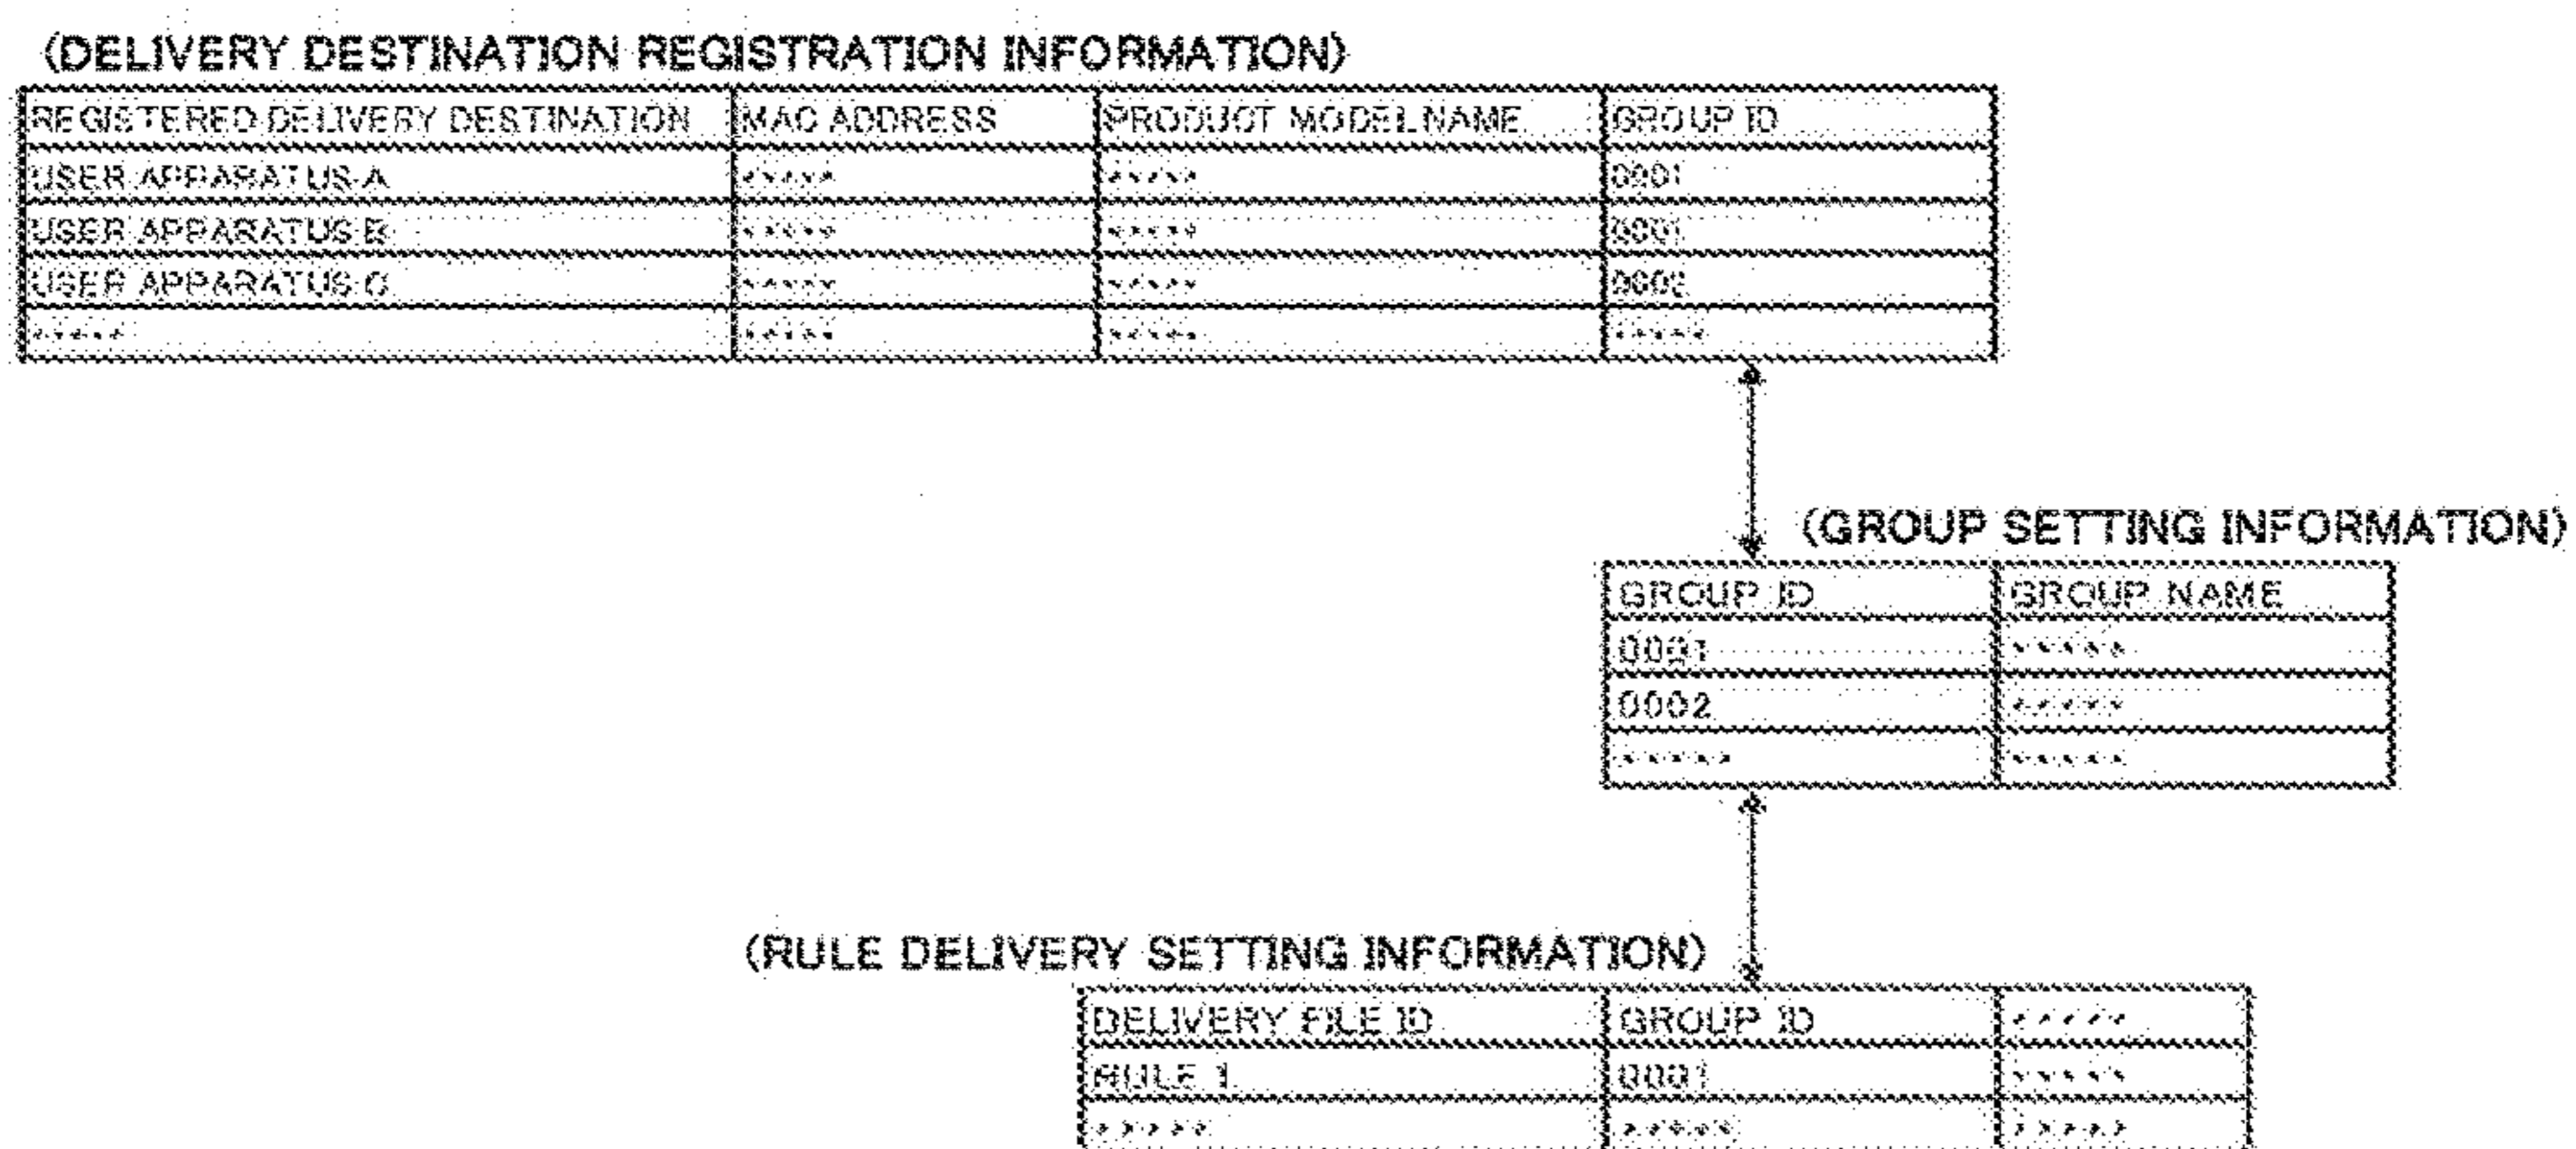 (DELIVERY DESTINATION REGISTRATION INFORMATION)
REGISTERED DELIVERY DESTINATION MAC ADDRESS PRODUCT MODEL NAME GROUP ID
USER APPARATUS A ***** ***** 0001
USER APPARATUS B ***** ***** 0001
USER APPARATUS C ***** ***** 0002
***** ***** ***** *****
(GROUP SETTING INFORMATION)
GROUP ID GROUP NAME
0001 *****
0002 *****
***** *****
(RULE DELIVERY SETTING INFORMATION)
DELIVERY FILE ID GROUP ID *****
RULE 1 0001 *****
***** ***** *****